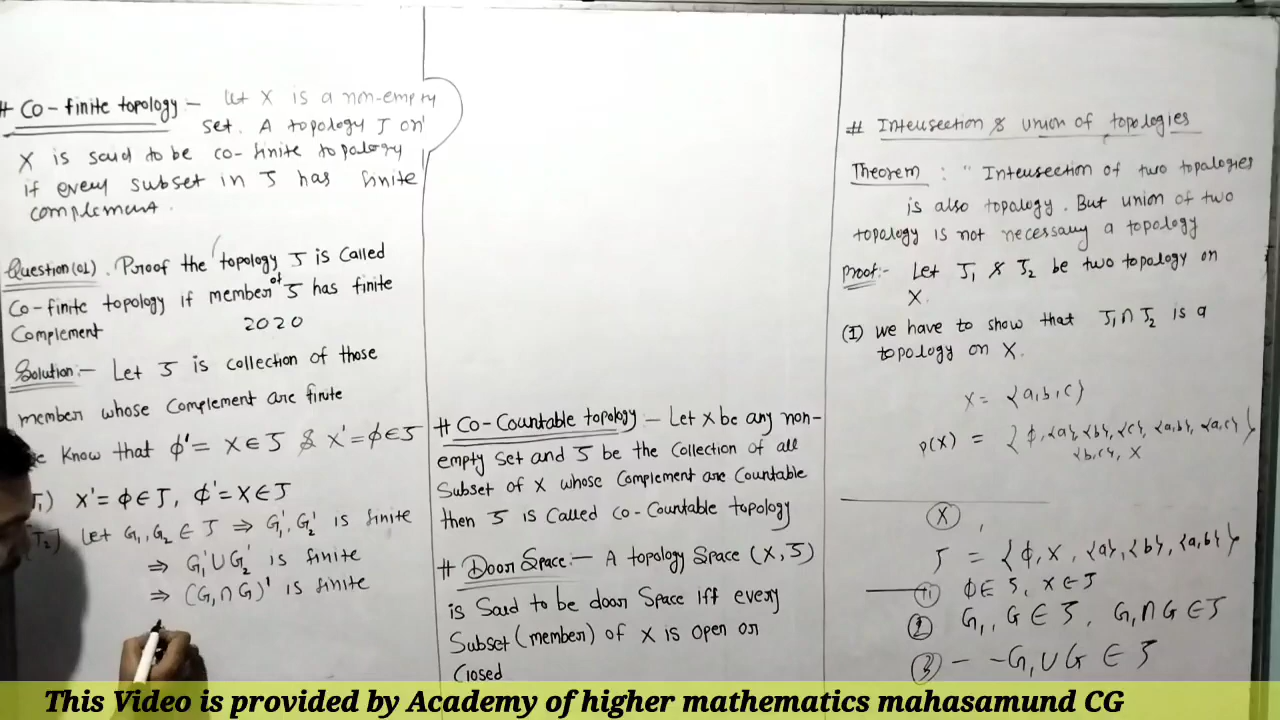 # Co-finite topology - Let X is a non-empty
set. A topology J on
X is said to be co-finite topology
if every subset in J has finite
complement.
Question(01). Proof the topology J is Called
Co-finite topology if member of J has finite
Complement 2020
Solution:- Let J is collection of those
member whose Complement are finite
Know that ϕ' = X ∈ J & X' = ϕ ∈ J
X' = ϕ ∈ J, ϕ' = X ∈ J
Let G₁, G₂ ∈ J ⇒ G₁', G₂' is finite
⇒ G₁' ∪ G₂' is finite
⇒ (G₁ ∩ G)' is finite
# Co-Countable topology - Let X be any non-
empty Set and J be the Collection of all
Subset of X whose Complement are Countable
then J is Called Co-Countable topology
# Door Space:- A topology Space (X, J)
is Said to be door Space iff every
Subset (member) of X is open or
Closed
# Intersection & union of topologies
Theorem : "Intersection of two topalogies
is also topology. But union of two
topology is not necessary a topology
Proof:- Let J₁ & J₂ be two topology on
X.
(I) we have to show that J₁ ∩ J₂ is a
topology on X.
X = {a,b,c}
p(X) = {ϕ, {a}, {b}, {c}, {a,b}, {a,c}
{b,c}, X }
X ,
J = {ϕ, X, {a}, {b}, {a,b} }
ϕ ∈ J, X ∈ J
2 G₁, G ∈ J, G₁ ∩ G ∈ J
3 - - G₁ ∪ G ∈ J
This Video is provided by Academy of higher mathematics mahasamund CG